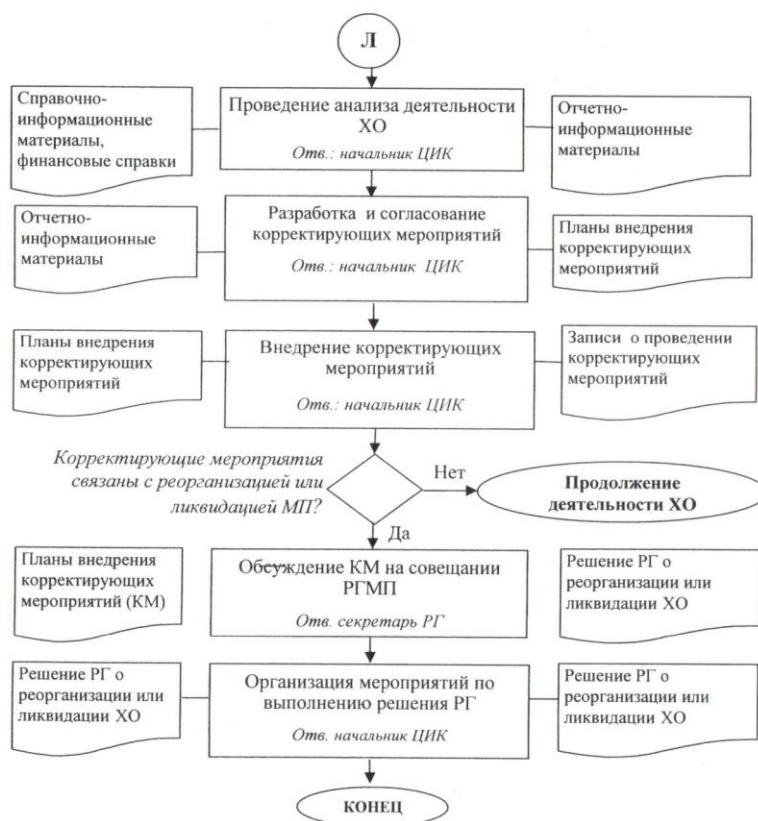 Л
Справочно-
информационные
материалы,
финансовые справки
Проведение анализа деятельности
ХО
Отв.: начальник ЦИК
Отчетно-
информационные
материалы
Отчетно-
информационные
материалы
Разработка и согласование
корректирующих мероприятий
Отв.: начальник ЦИК
Планы внедрения
корректирующих
мероприятий
Планы внедрения
корректирующих
мероприятий
Внедрение корректирующих
мероприятий
Отв.: начальник ЦИК
Записи о проведении
корректирующих
мероприятий
Корректирующие мероприятия
связаны с реорганизацией или
ликвидацией МП?
Нет
Продолжение
деятельности ХО
Да
Планы внедрения
корректирующих
мероприятий (КМ)
Обсуждение КМ на совещании
РГМП
Отв. секретарь РГ
Решение РГ о
реорганизации или
ликвидации ХО
Решение РГ о
реорганизации или
ликвидации ХО
Организация мероприятий по
выполнению решения РГ
Отв. начальник ЦИК
Решение РГ о
реорганизации или
ликвидации ХО
КОНЕЦ